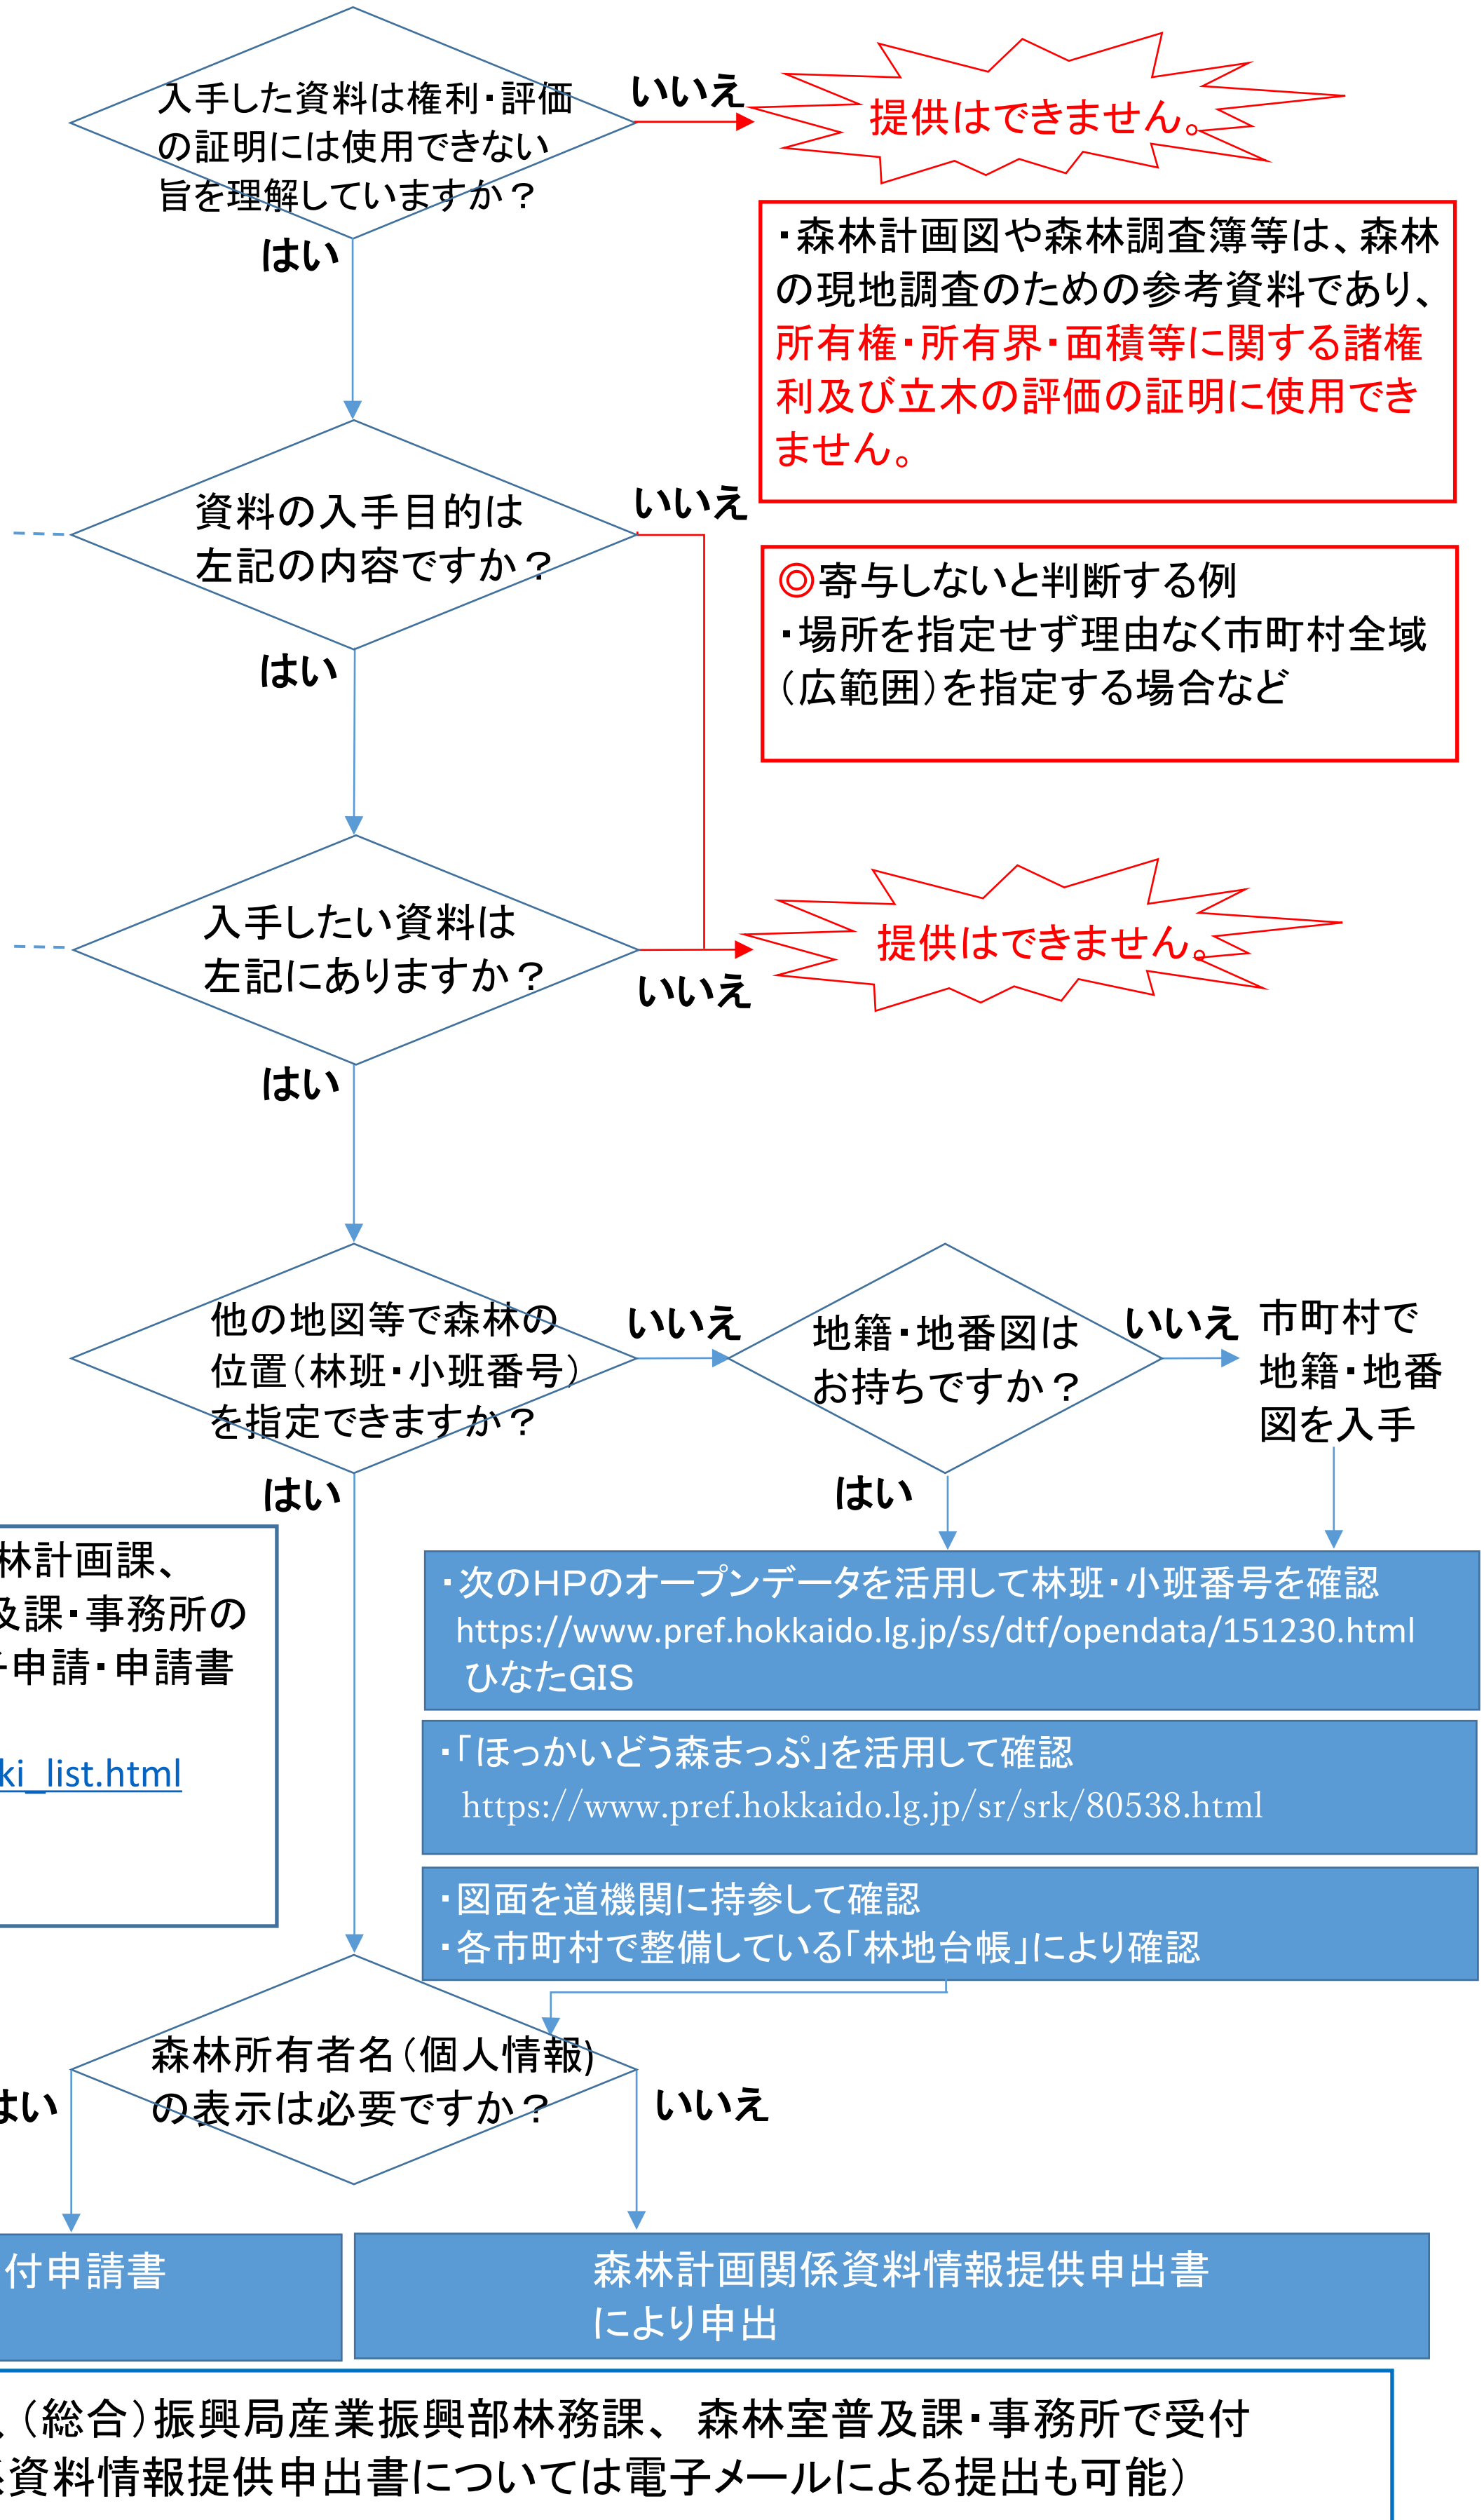 入手した資料は権利・評価
の証明には使用できない
旨を理解していますか？
いいえ
提供はできません。
はい
・森林計画図や森林調査簿等は、森林
の現地調査のための参考資料であり、
所有権・所有界・面積等に関する諸権
利及び立木の評価の証明に使用でき
ません。
資料の入手目的は
左記の内容ですか？
いいえ
はい
◎寄与しないと判断する例
・場所を指定せず理由なく市町村全域
（広範囲）を指定する場合など
入手したい資料は
左記にありますか？
いいえ
提供はできません。
はい
他の地図等で森林の
位置（林班・小班番号）
を指定できますか？
いいえ
地籍・地番図は
お持ちですか？
いいえ
市町村で
地籍・地番
図を入手
はい
はい
林計画課、
及課・事務所の
申請・申請書
ki_list.html
・次のHPのオープンデータを活用して林班・小班番号を確認
https://www.pref.hokkaido.lg.jp/ss/dtf/opendata/151230.html
ひなたGIS
・「ほっかいどう森まっぷ」を活用して確認
https://www.pref.hokkaido.lg.jp/sr/srk/80538.html
・図面を道機関に持参して確認
・各市町村で整備している「林地台帳」により確認
森林所有者名（個人情報）
の表示は必要ですか？
はい
いいえ
付申請書
森林計画関係資料情報提供申出書
により申出
、（総合）振興局産業振興部林務課、 森林室普及課・事務所で受付
資料情報提供申出書については電子メールによる提出も可能）